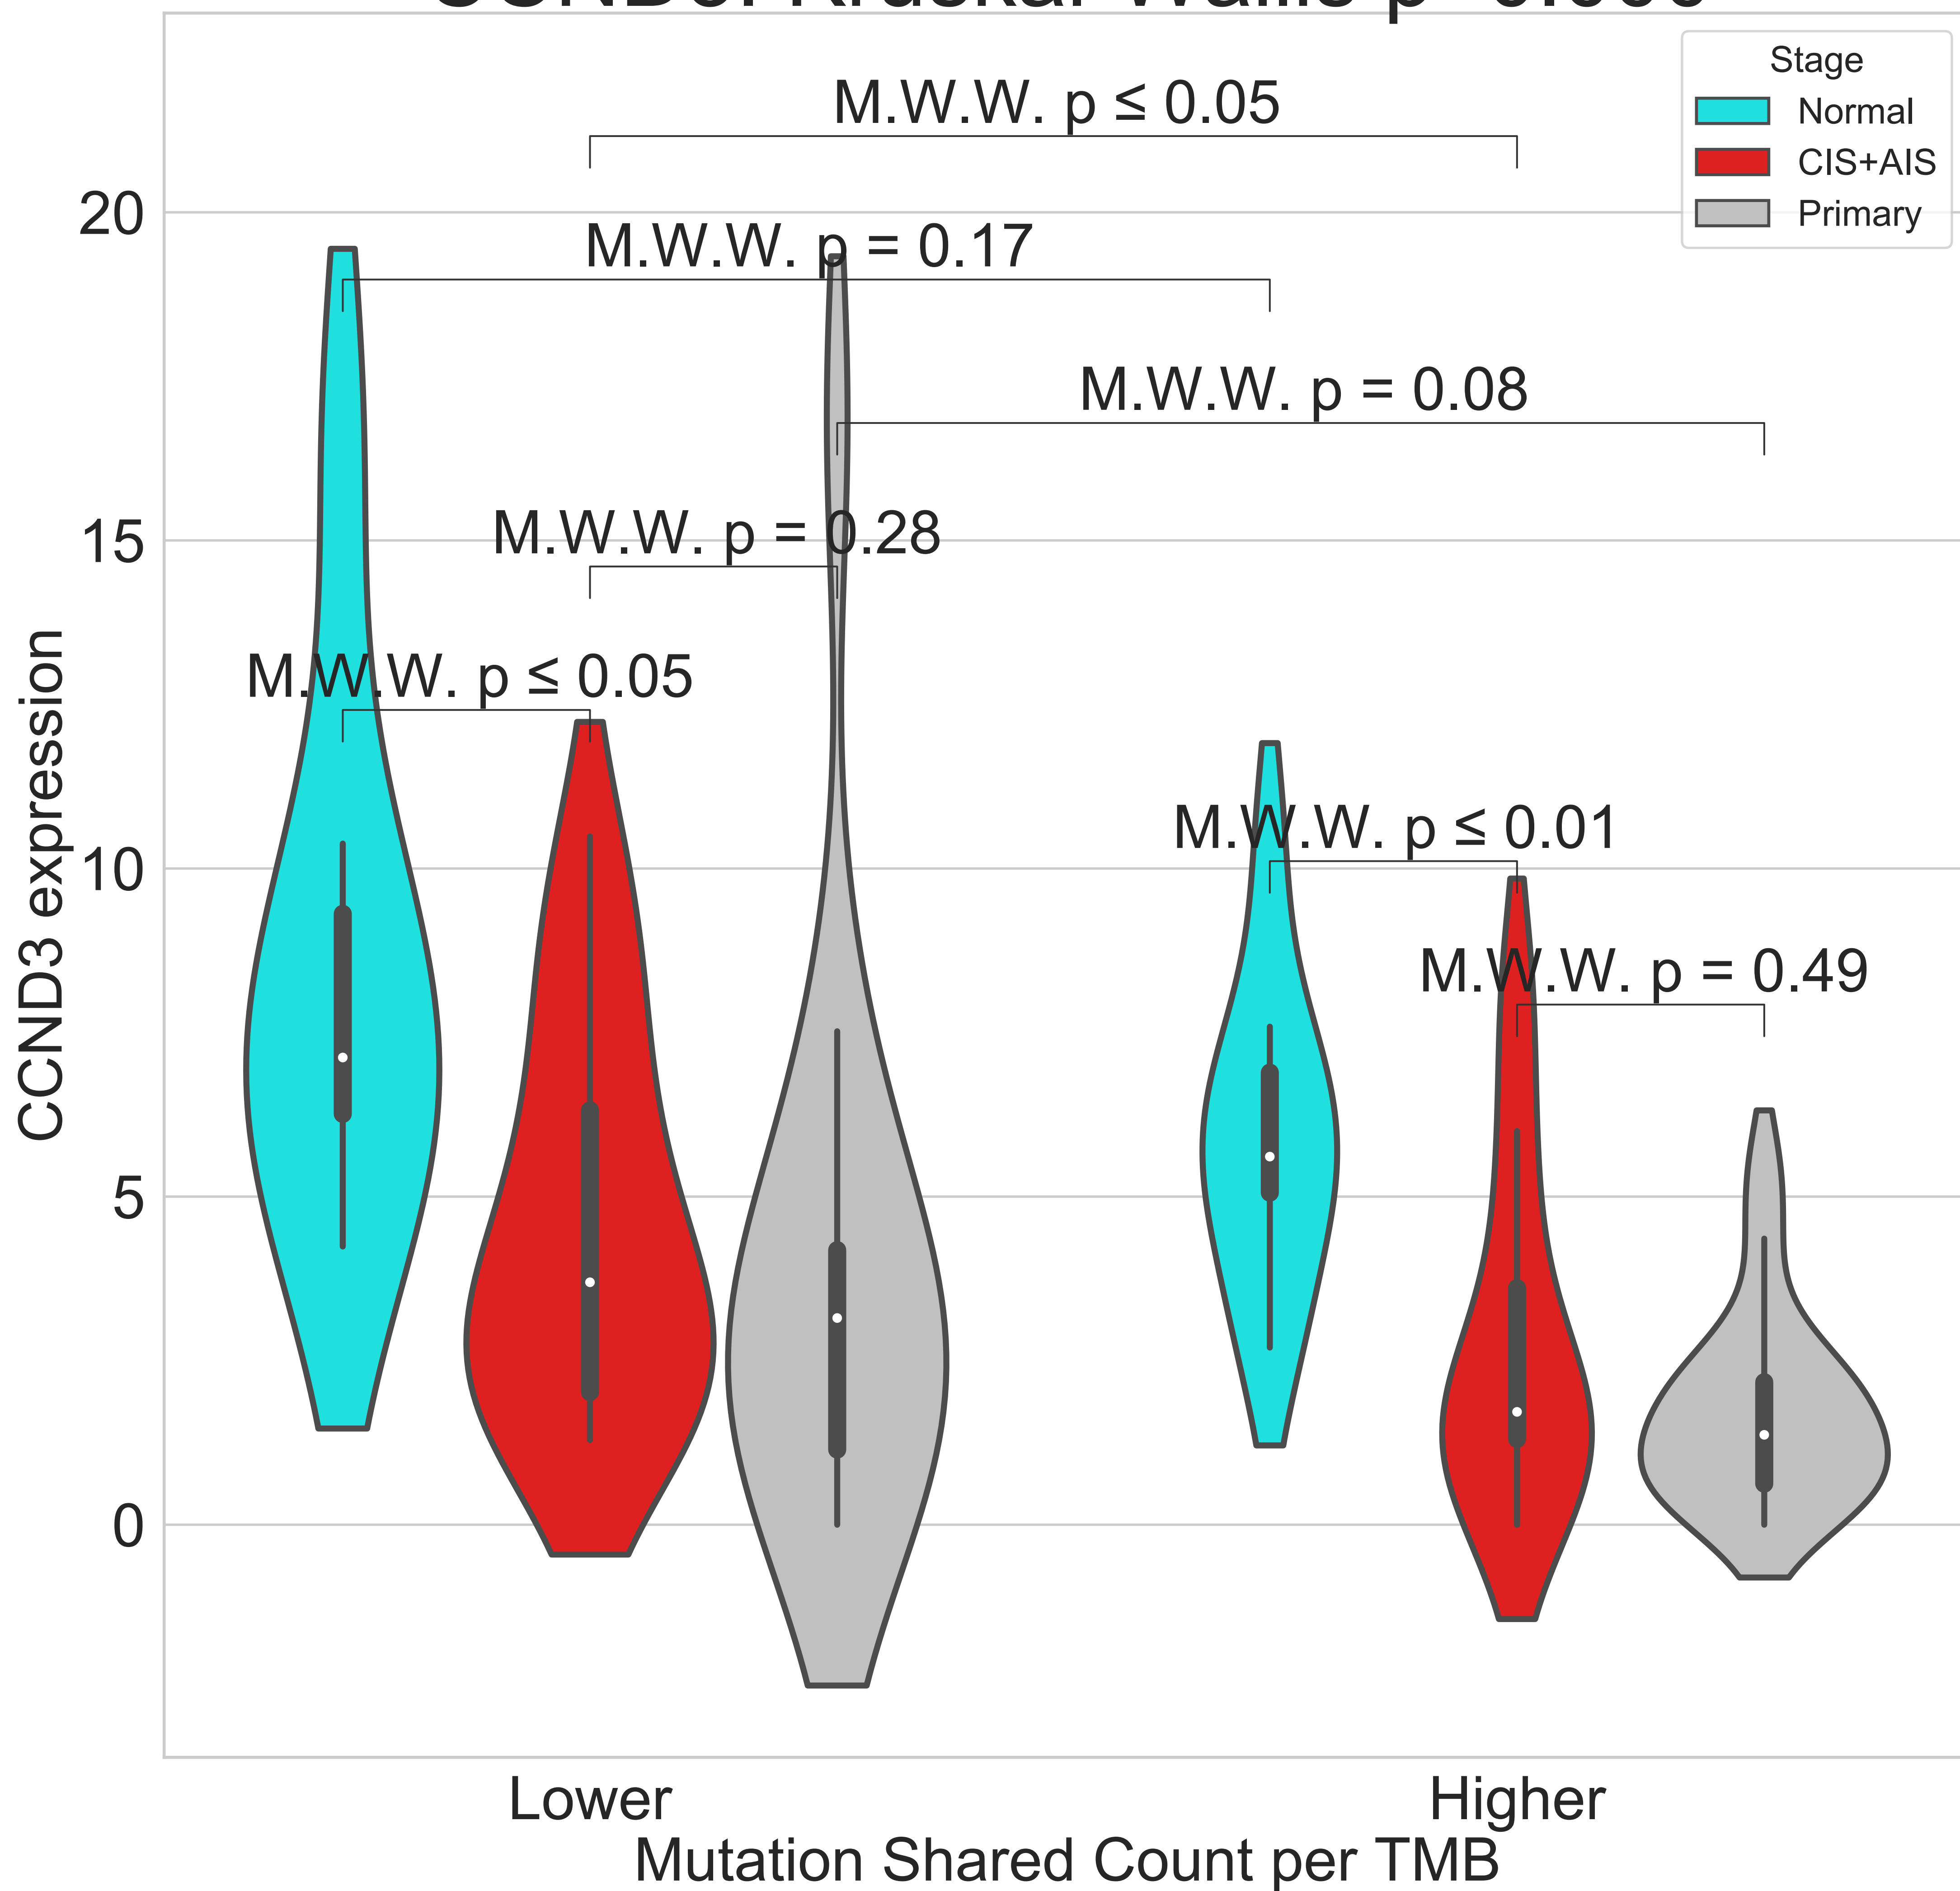 Stage
Normal
CIS+AIS
Primary
M.W.W. p ≤ 0.05
M.W.W. p = 0.17
M.W.W. p = 0.08
M.W.W. p = 0.28
M.W.W. p ≤ 0.05
M.W.W. p ≤ 0.01
M.W.W. p = 0.49
20
15
10
5
0
CCND3 expression
Lower
Higher
Mutation Shared Count per TMB